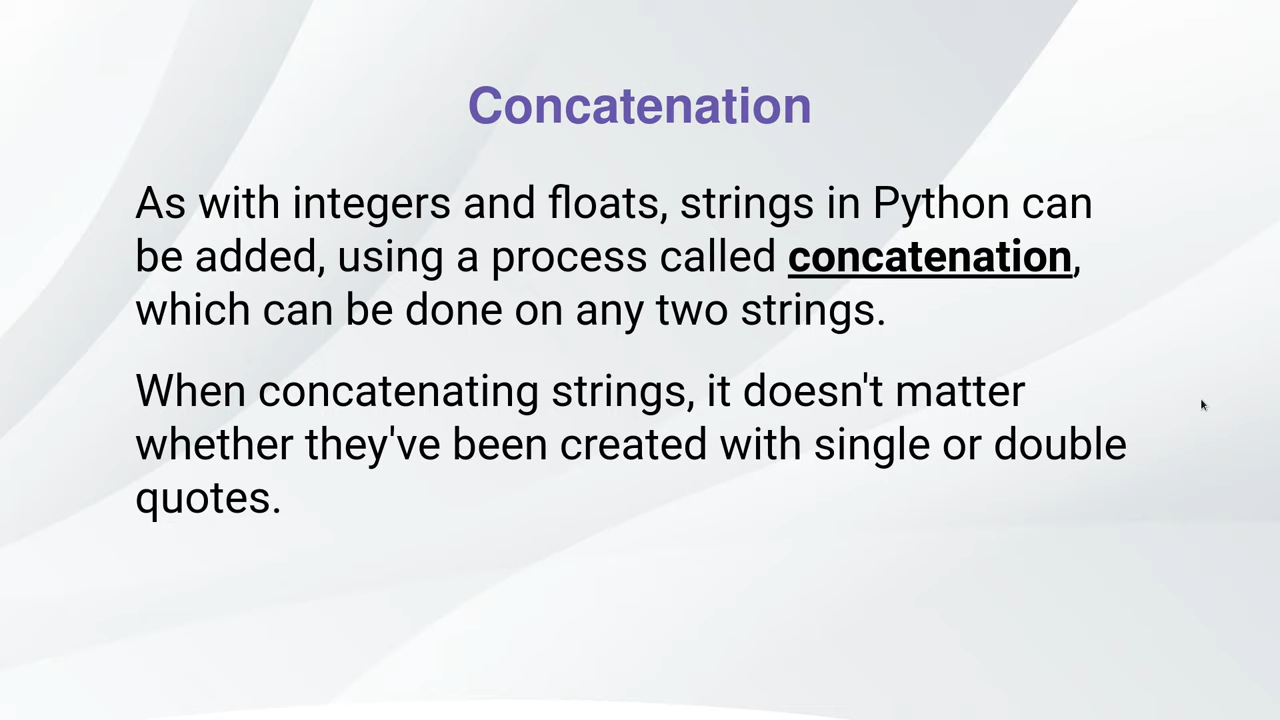 Concatenation
As with integers and floats, strings in Python can
be added, using a process called concatenation,
which can be done on any two strings.
When concatenating strings, it doesn't matter
whether they've been created with single or double
quotes.